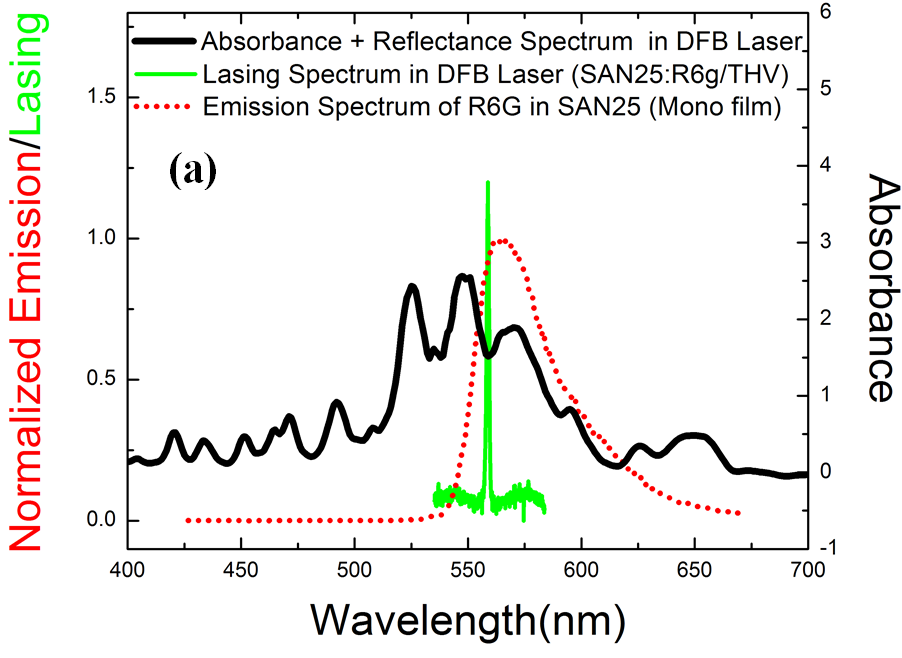 Absorbance + Reflectance Spectrum in DFB Laser
Lasing Spectrum in DFB Laser (SAN25:R6g/THV)
Emission Spectrum of R6G in SAN25 (Mono film)
(a)
Normalized Emission/Lasing
1.5
1.0
0.5
0.0
6
5
4
3
2
1
0
-1
Absorbance
400 450 500 550 600 650 700
Wavelength(nm)